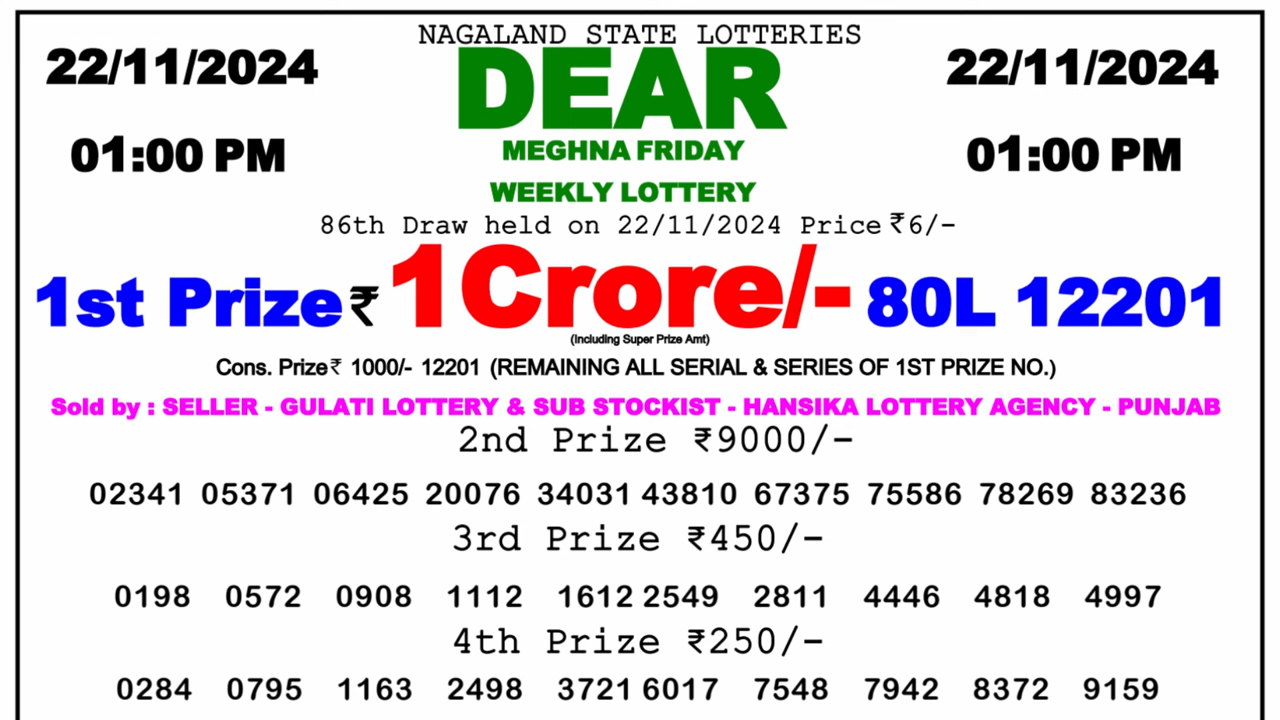 NAGALAND STATE LOTTERIES
22/11/2024 DEAR 22/11/2024
01:00 PM MEGHNA FRIDAY 01:00 PM
WEEKLY LOTTERY
86th Draw held on 22/11/2024 Price ₹6/-
1st Prize ₹ 1Crore/- 80L 12201
(Including Super Prize Amt)
Cons. Prize ₹ 1000/- 12201 (REMAINING ALL SERIAL & SERIES OF 1ST PRIZE NO.)
Sold by : SELLER - GULATI LOTTERY & SUB STOCKIST - HANSIKA LOTTERY AGENCY - PUNJAB
2nd Prize ₹9000/-
02341 05371 06425 20076 34031 43810 67375 75586 78269 83236
3rd Prize ₹450/-
0198 0572 0908 1112 1612 2549 2811 4446 4818 4997
4th Prize ₹250/-
0284 0795 1163 2498 3721 6017 7548 7942 8372 9159